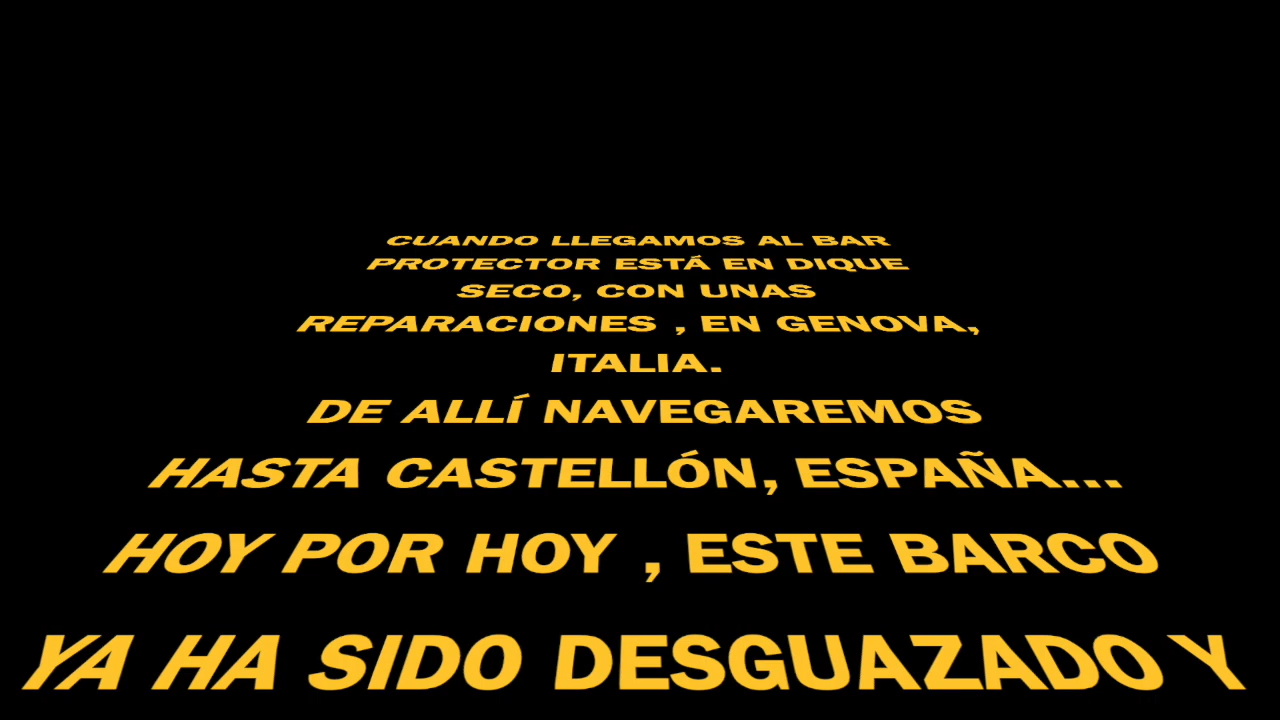 CUANDO LLEGAMOS AL BAR
PROTECTOR ESTÁ EN DIQUE
SECO, CON UNAS
REPARACIONES , EN GENOVA,
ITALIA.
DE ALLÍ NAVEGAREMOS
HASTA CASTELLÓN, ESPAÑA...
HOY POR HOY , ESTE BARCO
YA HA SIDO DESGUAZADO Y